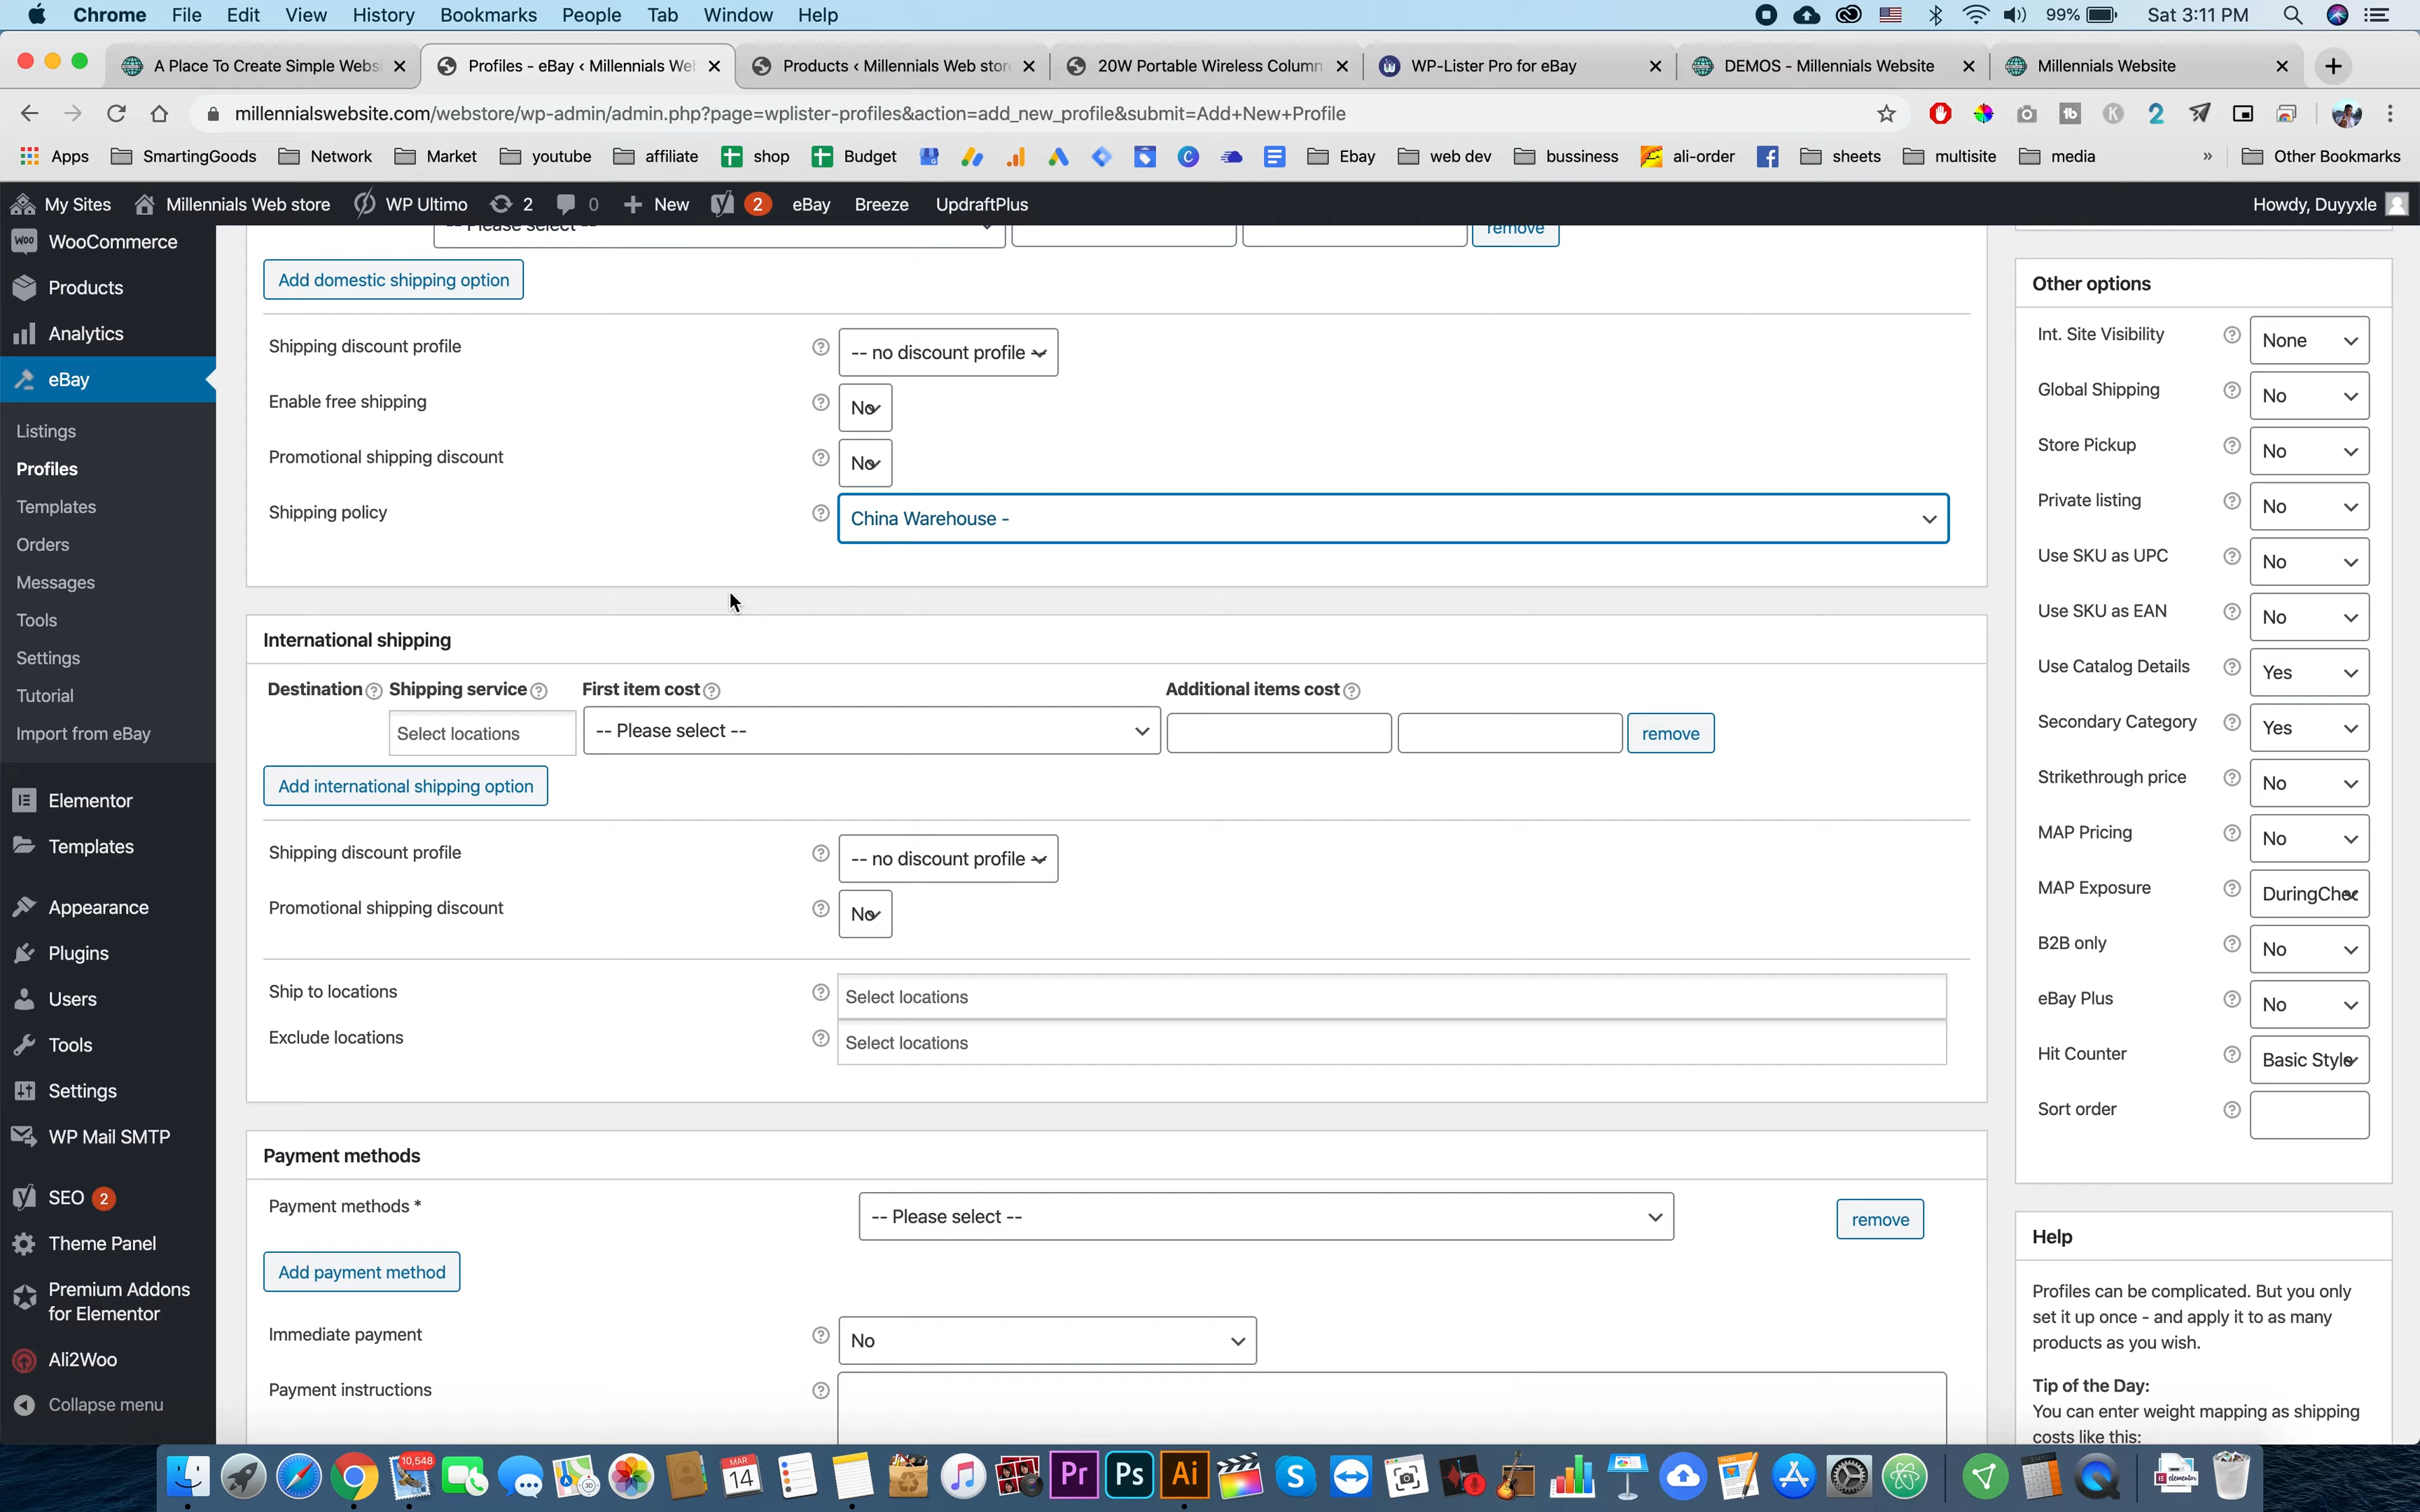 Chrome File Edit View History Bookmarks People Tab Window Help 99% Sat 3:11 PM
A Place To Create Simple Webs
Profiles - eBay ‹ Millennials We
Products ‹ Millennials Web store
20W Portable Wireless Column
WP-Lister Pro for eBay
DEMOS - Millennials Website
Millennials Website
millennialswebsite.com/webstore/wp-admin/admin.php?page=wplister-profiles&action=add_new_profile&submit=Add+New+Profile
Apps SmartingGoods Network Market youtube affiliate shop Budget Ebay web dev bussiness ali-order sheets multisite media » Other Bookmarks
My Sites Millennials Web store WP Ultimo 2 0 New 2 eBay Breeze UpdraftPlus Howdy, Duyyxle
WooCommerce
Products
Analytics
eBay
Listings
Profiles
Templates
Orders
Messages
Tools
Settings
Tutorial
Import from eBay
Elementor
Templates
Appearance
Plugins
Users
Tools
Settings
WP Mail SMTP
SEO 2
Theme Panel
Premium Addons
for Elementor
Ali2Woo
Collapse menu
-- Please select -- remove
Add domestic shipping option
Shipping discount profile -- no discount profile --
Enable free shipping No
Promotional shipping discount No
Shipping policy China Warehouse -
International shipping
Destination Shipping service First item cost Additional items cost
Select locations -- Please select -- remove
Add international shipping option
Shipping discount profile -- no discount profile --
Promotional shipping discount No
Ship to locations Select locations
Exclude locations Select locations
Payment methods
Payment methods * -- Please select -- remove
Add payment method
Immediate payment No
Payment instructions
Other options
Int. Site Visibility None
Global Shipping No
Store Pickup No
Private listing No
Use SKU as UPC No
Use SKU as EAN No
Use Catalog Details Yes
Secondary Category Yes
Strikethrough price No
MAP Pricing No
MAP Exposure DuringChec
B2B only No
eBay Plus No
Hit Counter Basic Style
Sort order
Help
Profiles can be complicated. But you only
set it up once - and apply it to as many
products as you wish.
Tip of the Day:
You can enter weight mapping as shipping
costs like this:
10,548
MAR
14
Pr Ps Ai